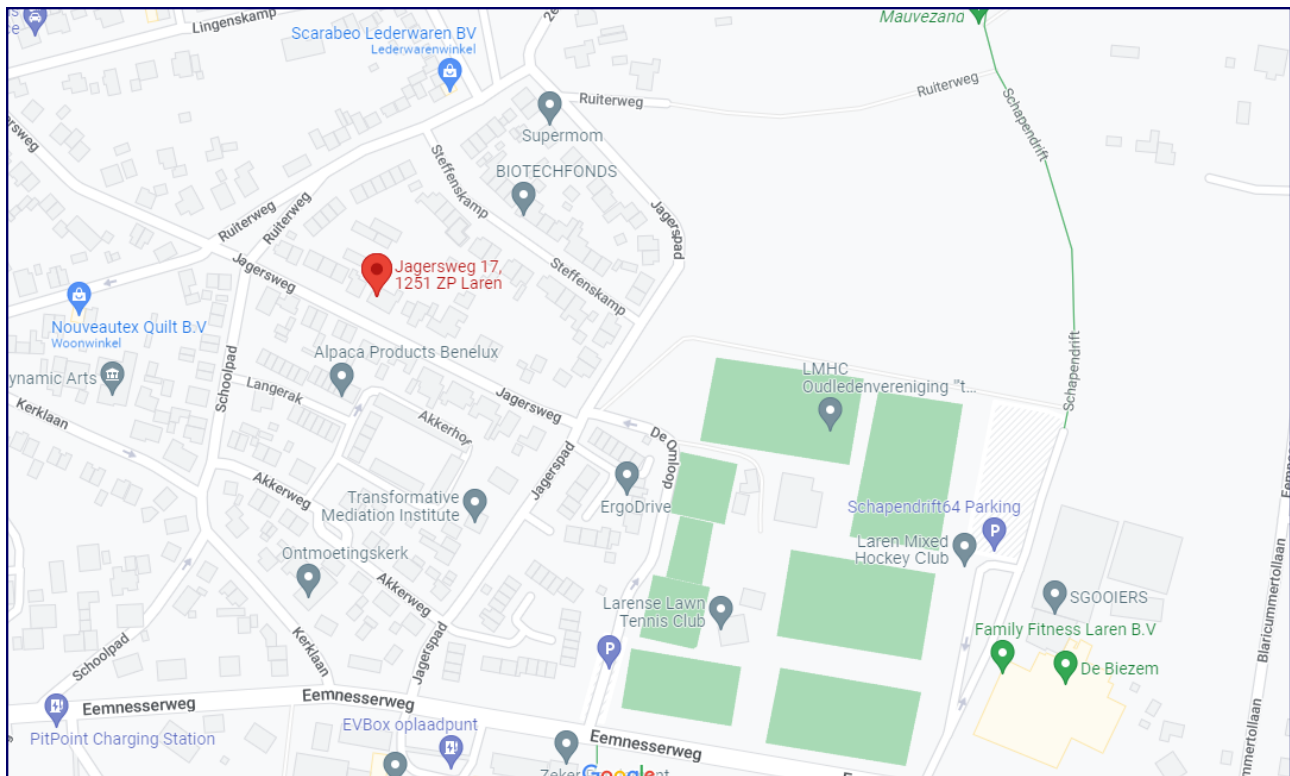 Lingenskamp
Scarabeo Lederwaren BV
Lederwarenwinkel
Mauvezand
Ruiterweg
Ruiterweg
Schapendrift
Supermom
Steffenskamp
BIOTECHFONDS
Jagerspad
Ruiterweg
Ruiterweg
Jagersweg
Jagersweg 17,
1251 ZP Laren
Steffenskamp
Nouveautex Quilt B.V
Woonwinkel
Alpaca Products Benelux
Schoolpad
Langerak
Akkerhof
Jagersweg
LMHC
Oudledenvereniging "t...
Schapendrift
Kerklaan
De Omloop
Jagerspad
Akkerweg
Transformative
Mediation Institute
ErgoDrive
Schapendrift64 Parking
Laren Mixed
Hockey Club
Ontmoetingskerk
Akkerweg
Larense Lawn
Tennis Club
SGOOIERS
Family Fitness Laren B.V
De Biezem
Blaricummertollaan
Schoolpad
Kerklaan
Jagerspad
P
P
Eemnesserweg
PitPoint Charging Station
EVBox oplaadpunt
Eemnesserweg
Google